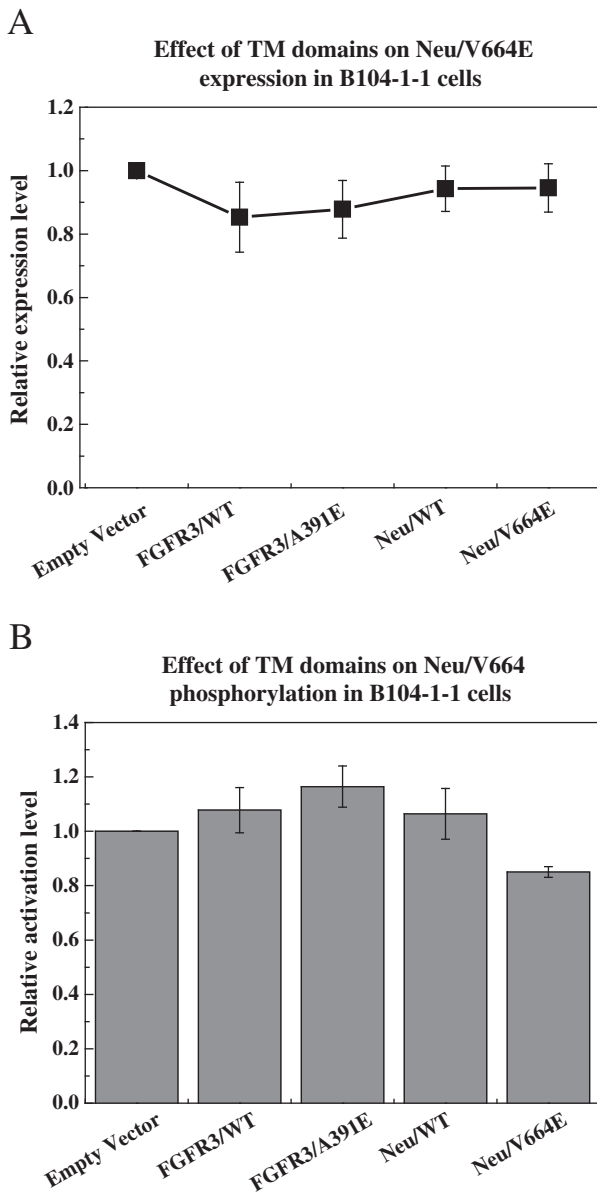 A
Effect of TM domains on Neu/V664E
expression in B104-1-1 cells
1.2
1.0
0.8
0.6
0.4
0.2
0.0
Relative expression level
Empty Vector
FGFR3/WT
FGFR3/A391E
Neu/WT
Neu/V664E
B
Effect of TM domains on Neu/V664
phosphorylation in B104-1-1 cells
1.4
1.2
1.0
0.8
0.6
0.4
0.2
0.0
Relative activation level
Empty Vector
FGFR3/WT
FGFR3/A391E
Neu/WT
Neu/V664E